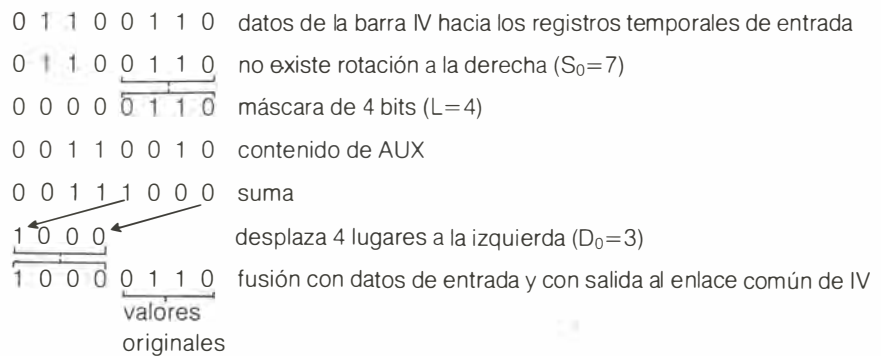 0 1 1 0 0 1 1 0 datos de la barra IV hacia los registros temporales de entrada
0 1 1 0 0 1 1 0 no existe rotación a la derecha (S₀=7)
0 0 0 0 0 1 1 0 máscara de 4 bits (L=4)
0 0 1 1 0 0 1 0 contenido de AUX
0 0 1 1 1 0 0 0 suma
1 0 0 0 desplaza 4 lugares a la izquierda (D₀=3)
1 0 0 0 0 1 1 0 fusión con datos de entrada y con salida al enlace común de IV
valores
originales